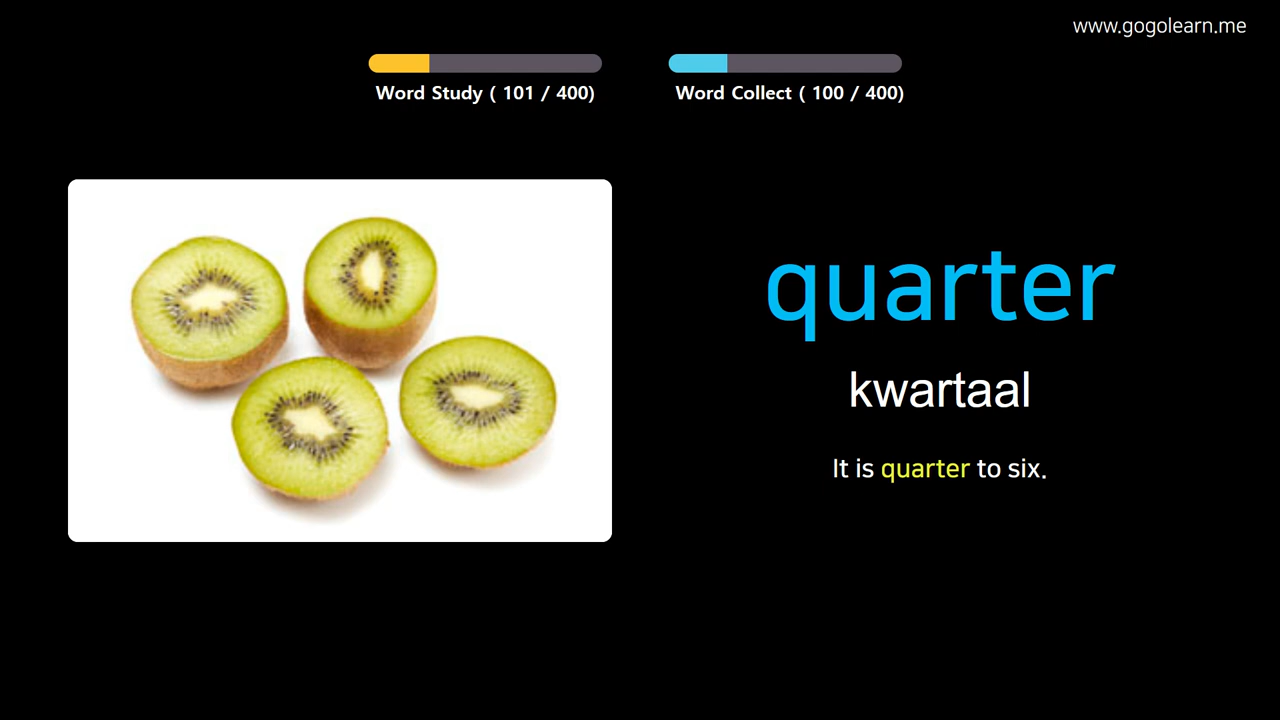 www.gogolearn.me
Word Study ( 101 / 400)
Word Collect ( 100 / 400)
quarter
kwartaal
It is quarter to six.